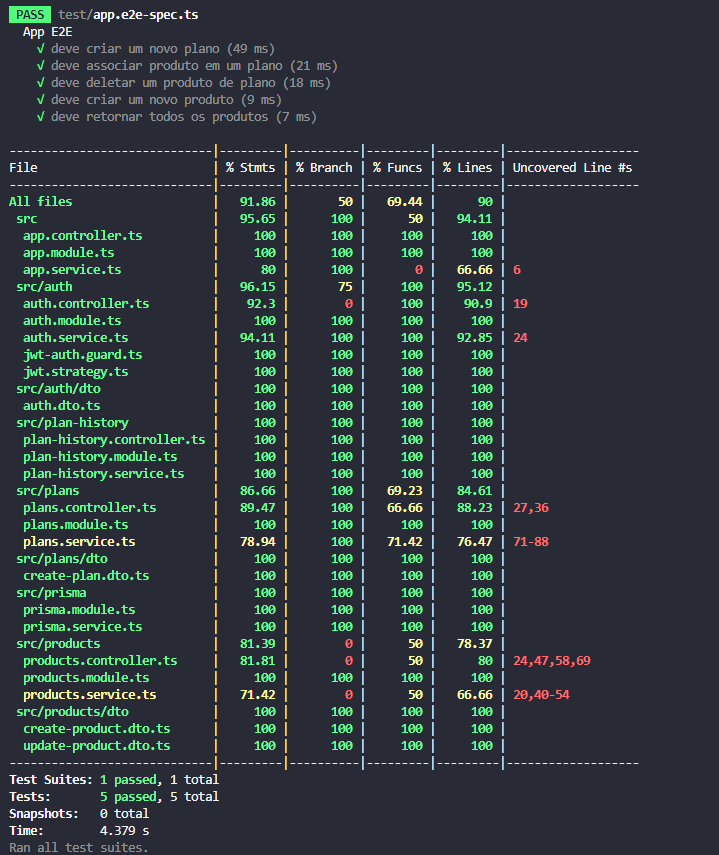 PASS test/app.e2e-spec.ts
App E2E
√ deve criar um novo plano (49 ms)
√ deve associar produto em um plano (21 ms)
√ deve deletar um produto de plano (18 ms)
√ deve criar um novo produto (9 ms)
√ deve retornar todos os produtos (7 ms)
----------------------------|---------|----------|---------|---------|-------------------
File | % Stmts | % Branch | % Funcs | % Lines | Uncovered Line #s
----------------------------|---------|----------|---------|---------|-------------------
All files | 91.86 | 50 | 69.44 | 90 |
src | 95.65 | 100 | 50 | 94.11 |
app.controller.ts | 100 | 100 | 100 | 100 |
app.module.ts | 100 | 100 | 100 | 100 |
app.service.ts | 80 | 100 | 0 | 66.66 | 6
src/auth | 96.15 | 75 | 100 | 95.12 |
auth.controller.ts | 92.3 | 0 | 100 | 90.9 | 19
auth.module.ts | 100 | 100 | 100 | 100 |
auth.service.ts | 94.11 | 100 | 100 | 92.85 | 24
jwt-auth.guard.ts | 100 | 100 | 100 | 100 |
jwt.strategy.ts | 100 | 100 | 100 | 100 |
src/auth/dto | 100 | 100 | 100 | 100 |
auth.dto.ts | 100 | 100 | 100 | 100 |
src/plan-history | 100 | 100 | 100 | 100 |
plan-history.controller.ts | 100 | 100 | 100 | 100 |
plan-history.module.ts | 100 | 100 | 100 | 100 |
plan-history.service.ts | 100 | 100 | 100 | 100 |
src/plans | 86.66 | 100 | 69.23 | 84.61 |
plans.controller.ts | 89.47 | 100 | 66.66 | 88.23 | 27,36
plans.module.ts | 100 | 100 | 100 | 100 |
plans.service.ts | 78.94 | 100 | 71.42 | 76.47 | 71-88
src/plans/dto | 100 | 100 | 100 | 100 |
create-plan.dto.ts | 100 | 100 | 100 | 100 |
src/prisma | 100 | 100 | 100 | 100 |
prisma.module.ts | 100 | 100 | 100 | 100 |
prisma.service.ts | 100 | 100 | 100 | 100 |
src/products | 81.39 | 0 | 50 | 78.37 |
products.controller.ts | 81.81 | 0 | 50 | 80 | 24,47,58,69
products.module.ts | 100 | 100 | 100 | 100 |
products.service.ts | 71.42 | 0 | 50 | 66.66 | 20,40-54
src/products/dto | 100 | 100 | 100 | 100 |
create-product.dto.ts | 100 | 100 | 100 | 100 |
update-product.dto.ts | 100 | 100 | 100 | 100 |
----------------------------|---------|----------|---------|---------|-------------------
Test Suites: 1 passed, 1 total
Tests: 5 passed, 5 total
Snapshots: 0 total
Time: 4.379 s
Ran all test suites.